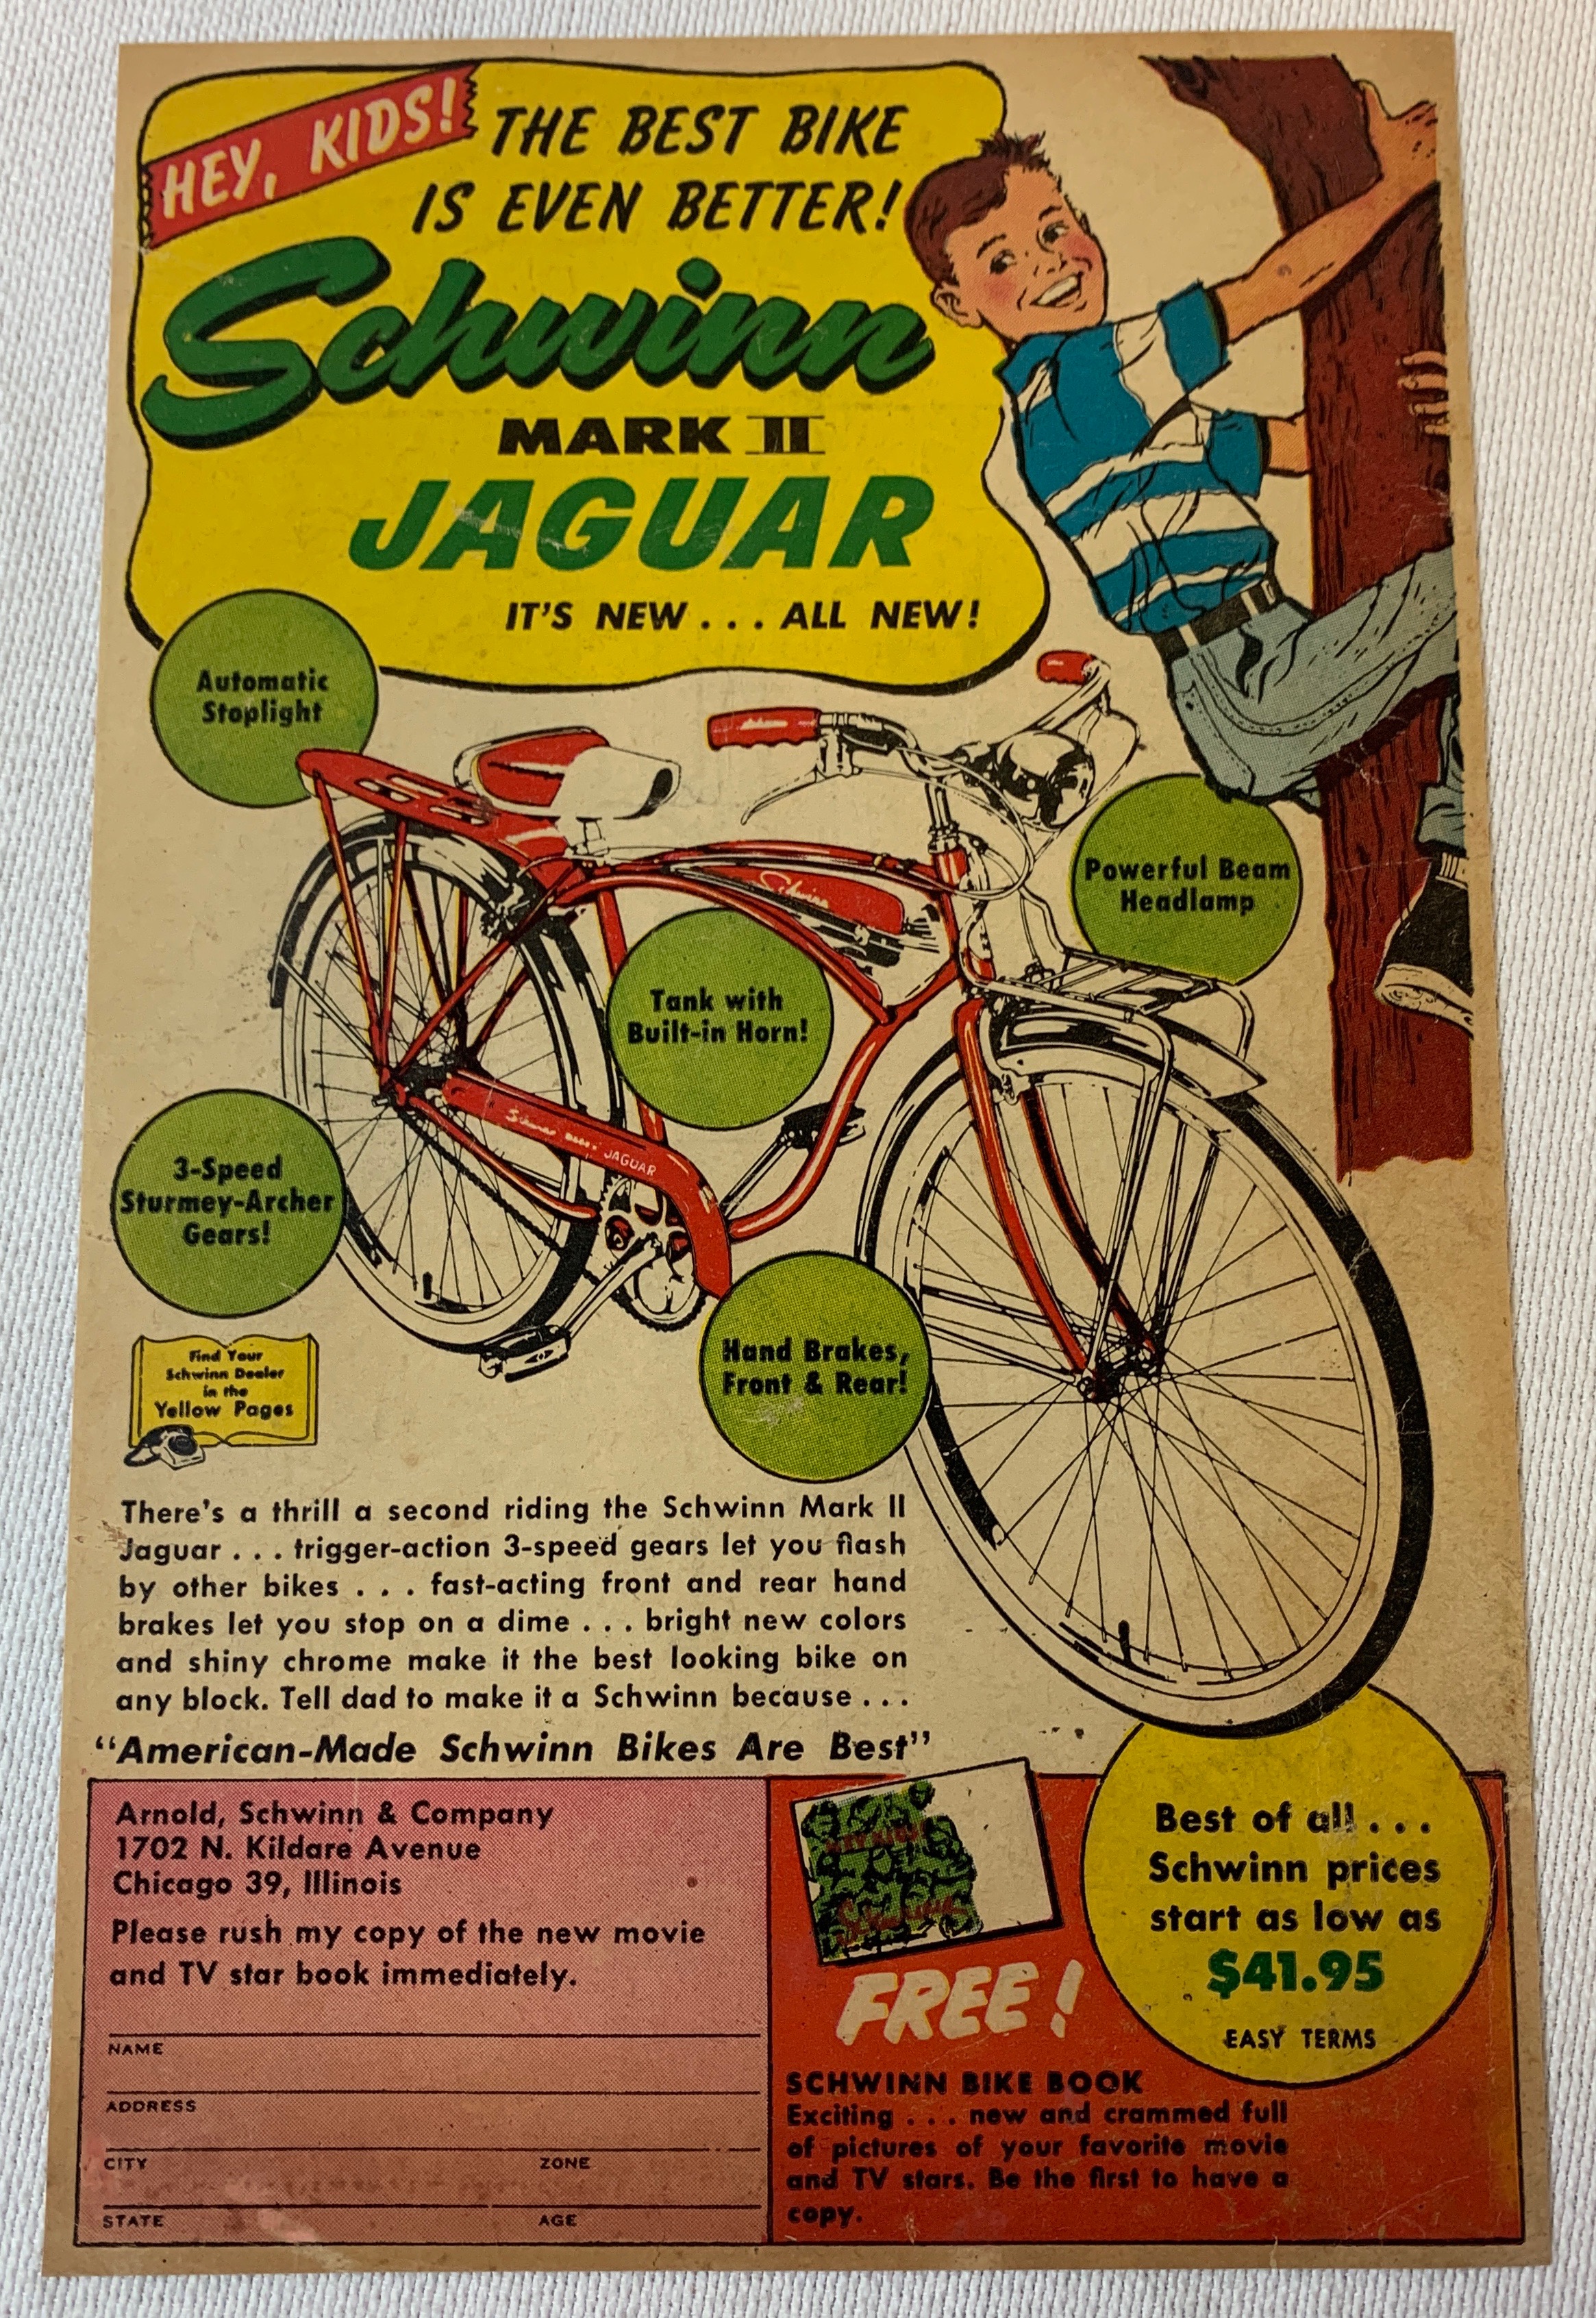 HEY, KIDS!
THE BEST BIKE
IS EVEN BETTER!
Schwinn
MARK II
JAGUAR
IT'S NEW . . . ALL NEW!
Automatic
Stoplight
Powerful Beam
Headlamp
Schwinn
Tank with
Built-in Horn!
JAGUAR
3-Speed
Sturmey-Archer
Gears!
Hand Brakes,
Front & Rear!
Find Your
Schwinn Dealer
in the
Yellow Pages
There's a thrill a second riding the Schwinn Mark II
Jaguar . . . trigger-action 3-speed gears let you flash
by other bikes . . . fast-acting front and rear hand
brakes let you stop on a dime . . . bright new colors
and shiny chrome make it the best looking bike on
any block. Tell dad to make it a Schwinn because . . .
"American-Made Schwinn Bikes Are Best"
Arnold, Schwinn & Company
1702 N. Kildare Avenue
Chicago 39, Illinois
Please rush my copy of the new movie
and TV star book immediately.
NAME
ADDRESS
CITY ZONE
STATE AGE
FREE!
SCHWINN BIKE BOOK
Exciting . . . new and crammed full
of pictures of your favorite movie
and TV stars. Be the first to have a
copy.
Best of all . . .
Schwinn prices
start as low as
$41.95
EASY TERMS